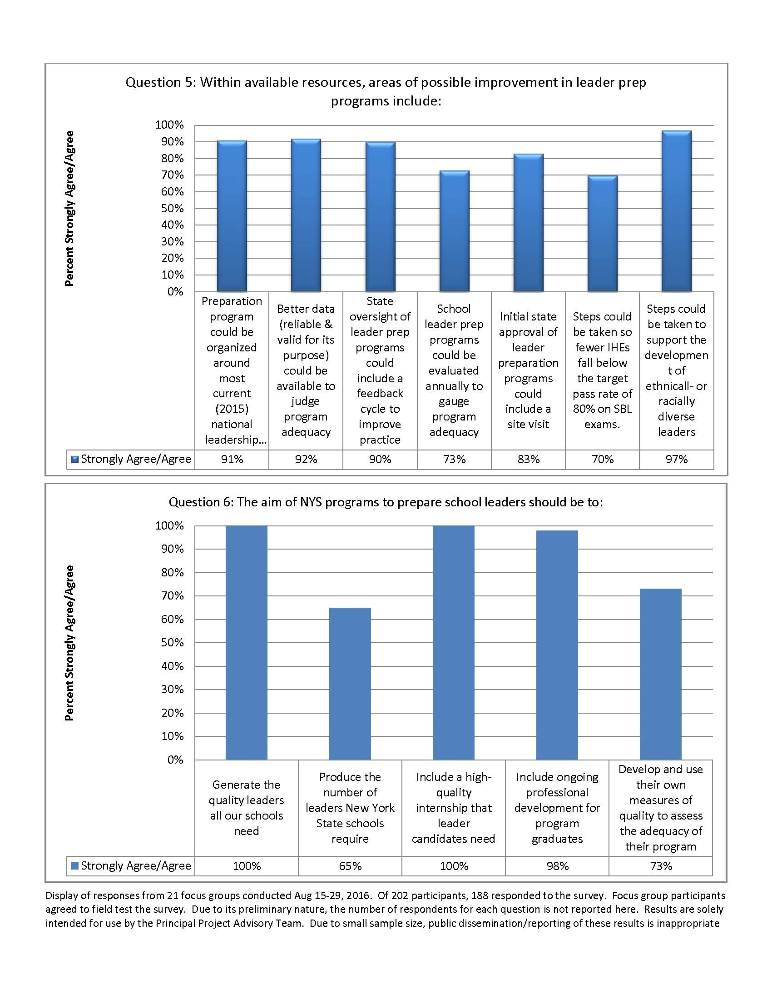 Question 5: Within available resources, areas of possible improvement in leader prep
programs include:
Percent Strongly Agree/Agree
100%
90%
80%
70%
60%
50%
40%
30%
20%
10%
0%
Preparation
program
could be
organized
around
most
current
(2015)
national
leadership...
Better data
(reliable &
valid for its
purpose)
could be
available to
judge
program
adequacy
State
oversight of
leader prep
programs
could
include a
feedback
cycle to
improve
practice
School
leader prep
programs
could be
evaluated
annually to
gauge
program
adequacy
Initial state
approval of
leader
preparation
programs
could
include a
site visit
Steps could
be taken so
fewer IHEs
fall below
the target
pass rate of
80% on SBL
exams.
Steps could
be taken to
support the
developmen
t of
ethnicall- or
racially
diverse
leaders
Strongly Agree/Agree 91% 92% 90% 73% 83% 70% 97%
Question 6: The aim of NYS programs to prepare school leaders should be to:
Percent Strongly Agree/Agree
100%
90%
80%
70%
60%
50%
40%
30%
20%
10%
0%
Generate the
quality leaders
all our schools
need
Produce the
number of
leaders New York
State schools
require
Include a high-
quality
internship that
leader
candidates need
Include ongoing
professional
development for
program
graduates
Develop and use
their own
measures of
quality to assess
the adequacy of
their program
Strongly Agree/Agree 100% 65% 100% 98% 73%
Display of responses from 21 focus groups conducted Aug 15-29, 2016.  Of 202 participants, 188 responded to the survey.  Focus group participants
agreed to field test the survey.  Due to its preliminary nature, the number of respondents for each question is not reported here.  Results are solely
intended for use by the Principal Project Advisory Team.  Due to small sample size, public dissemination/reporting of these results is inappropriate